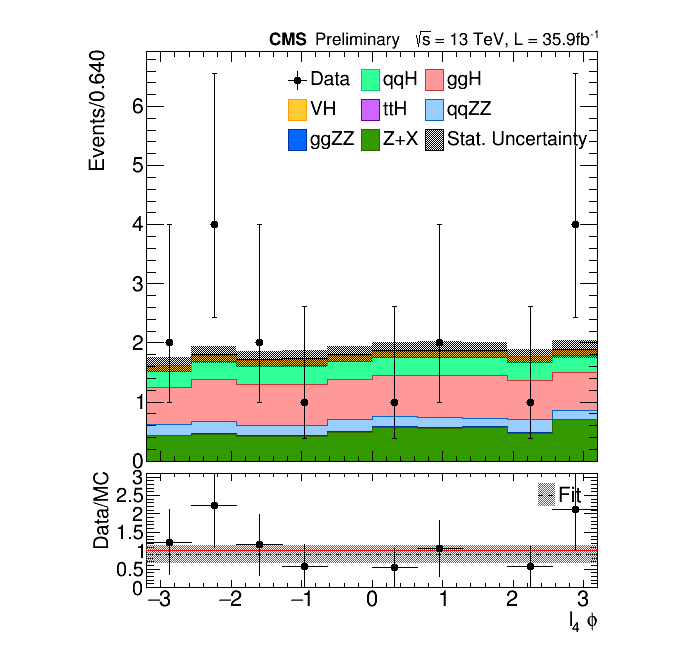 CMS Preliminary √s = 13 TeV, L = 35.9fb⁻¹
Events/0.640
Data qqH ggH
VH ttH qqZZ
ggZZ Z+X Stat. Uncertainty
6
5
4
3
2
1
0
Data/MC
Fit
3
2.5
2
1.5
1
0.5
0
−3 −2 −1 0 1 2 3
l₄ ϕ